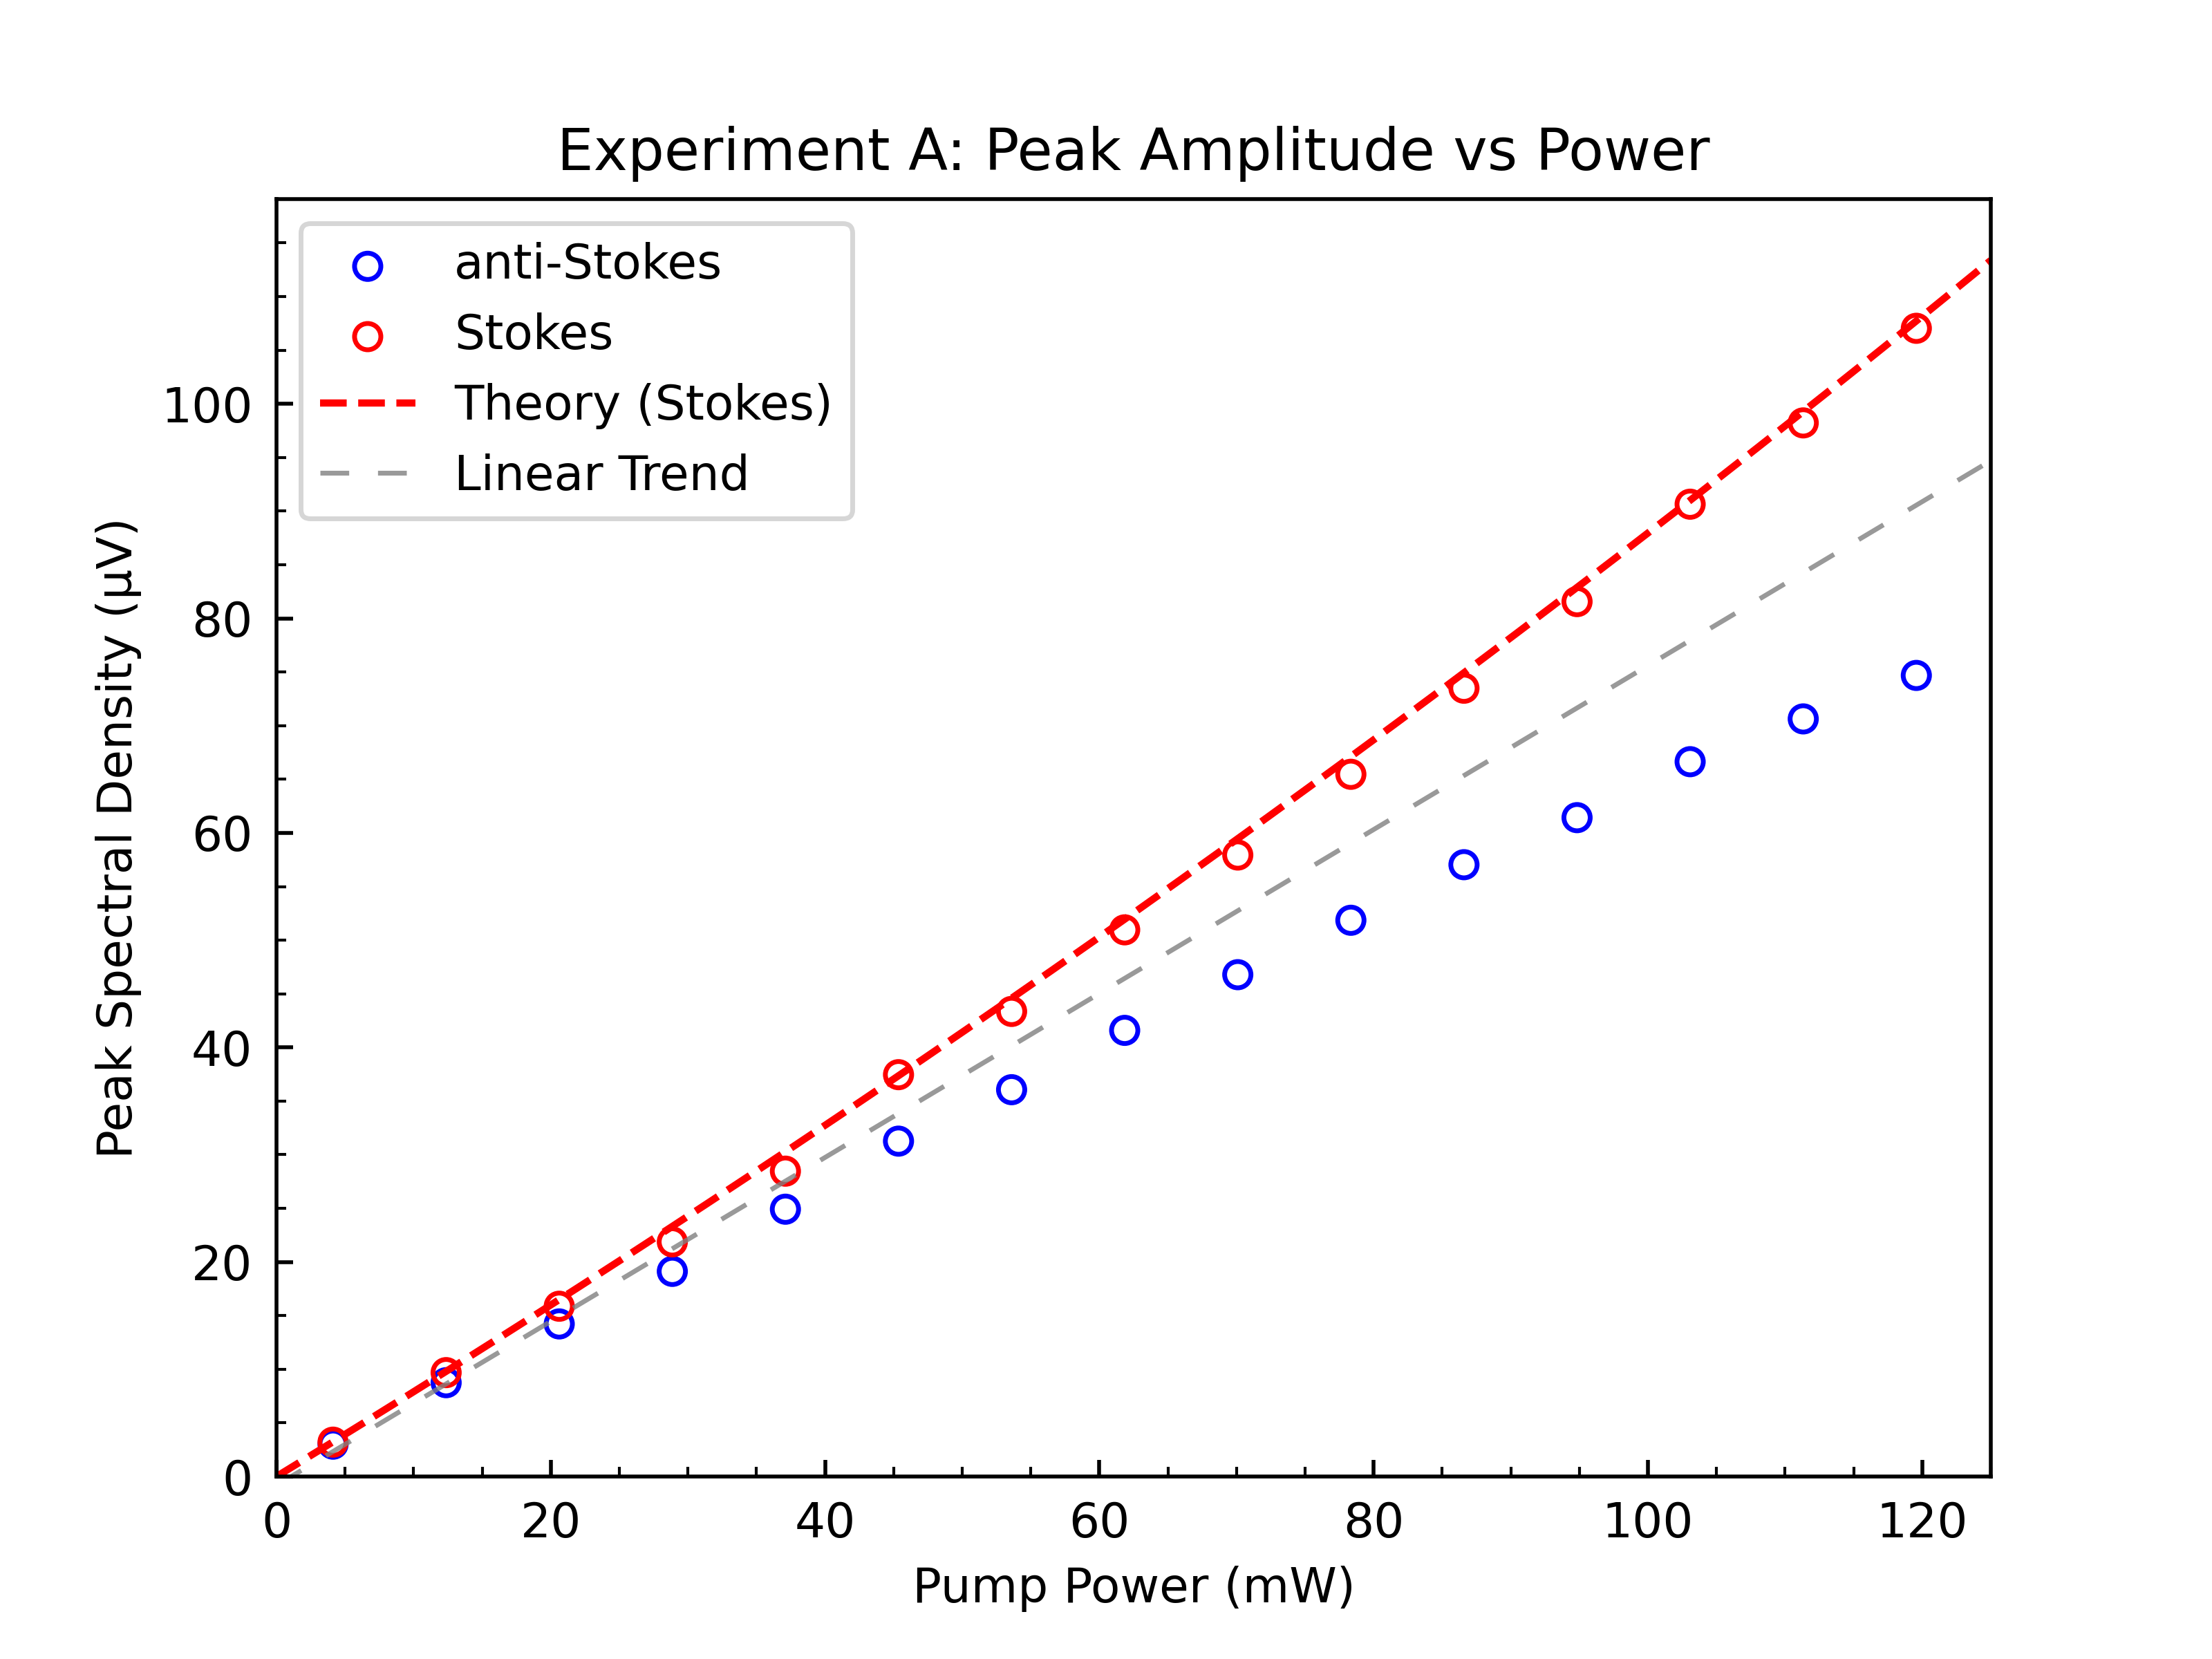 Experiment A: Peak Amplitude vs Power
anti-Stokes
Stokes
Theory (Stokes)
Linear Trend
Peak Spectral Density (μV)
100
80
60
40
20
0
0 20 40 60 80 100 120
Pump Power (mW)